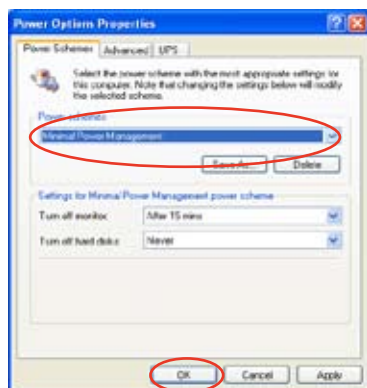 Power Options Properties
Power Schemes Advanced UPS
Select the power scheme with the most appropriate settings for
this computer. Note that changing the settings below will modify
the selected scheme.
Power schemes
Minimal Power Management
Save As... Delete
Settings for Minimal Power Management power scheme
Turn off monitor: After 15 mins
Turn off hard disks: Never
OK Cancel Apply